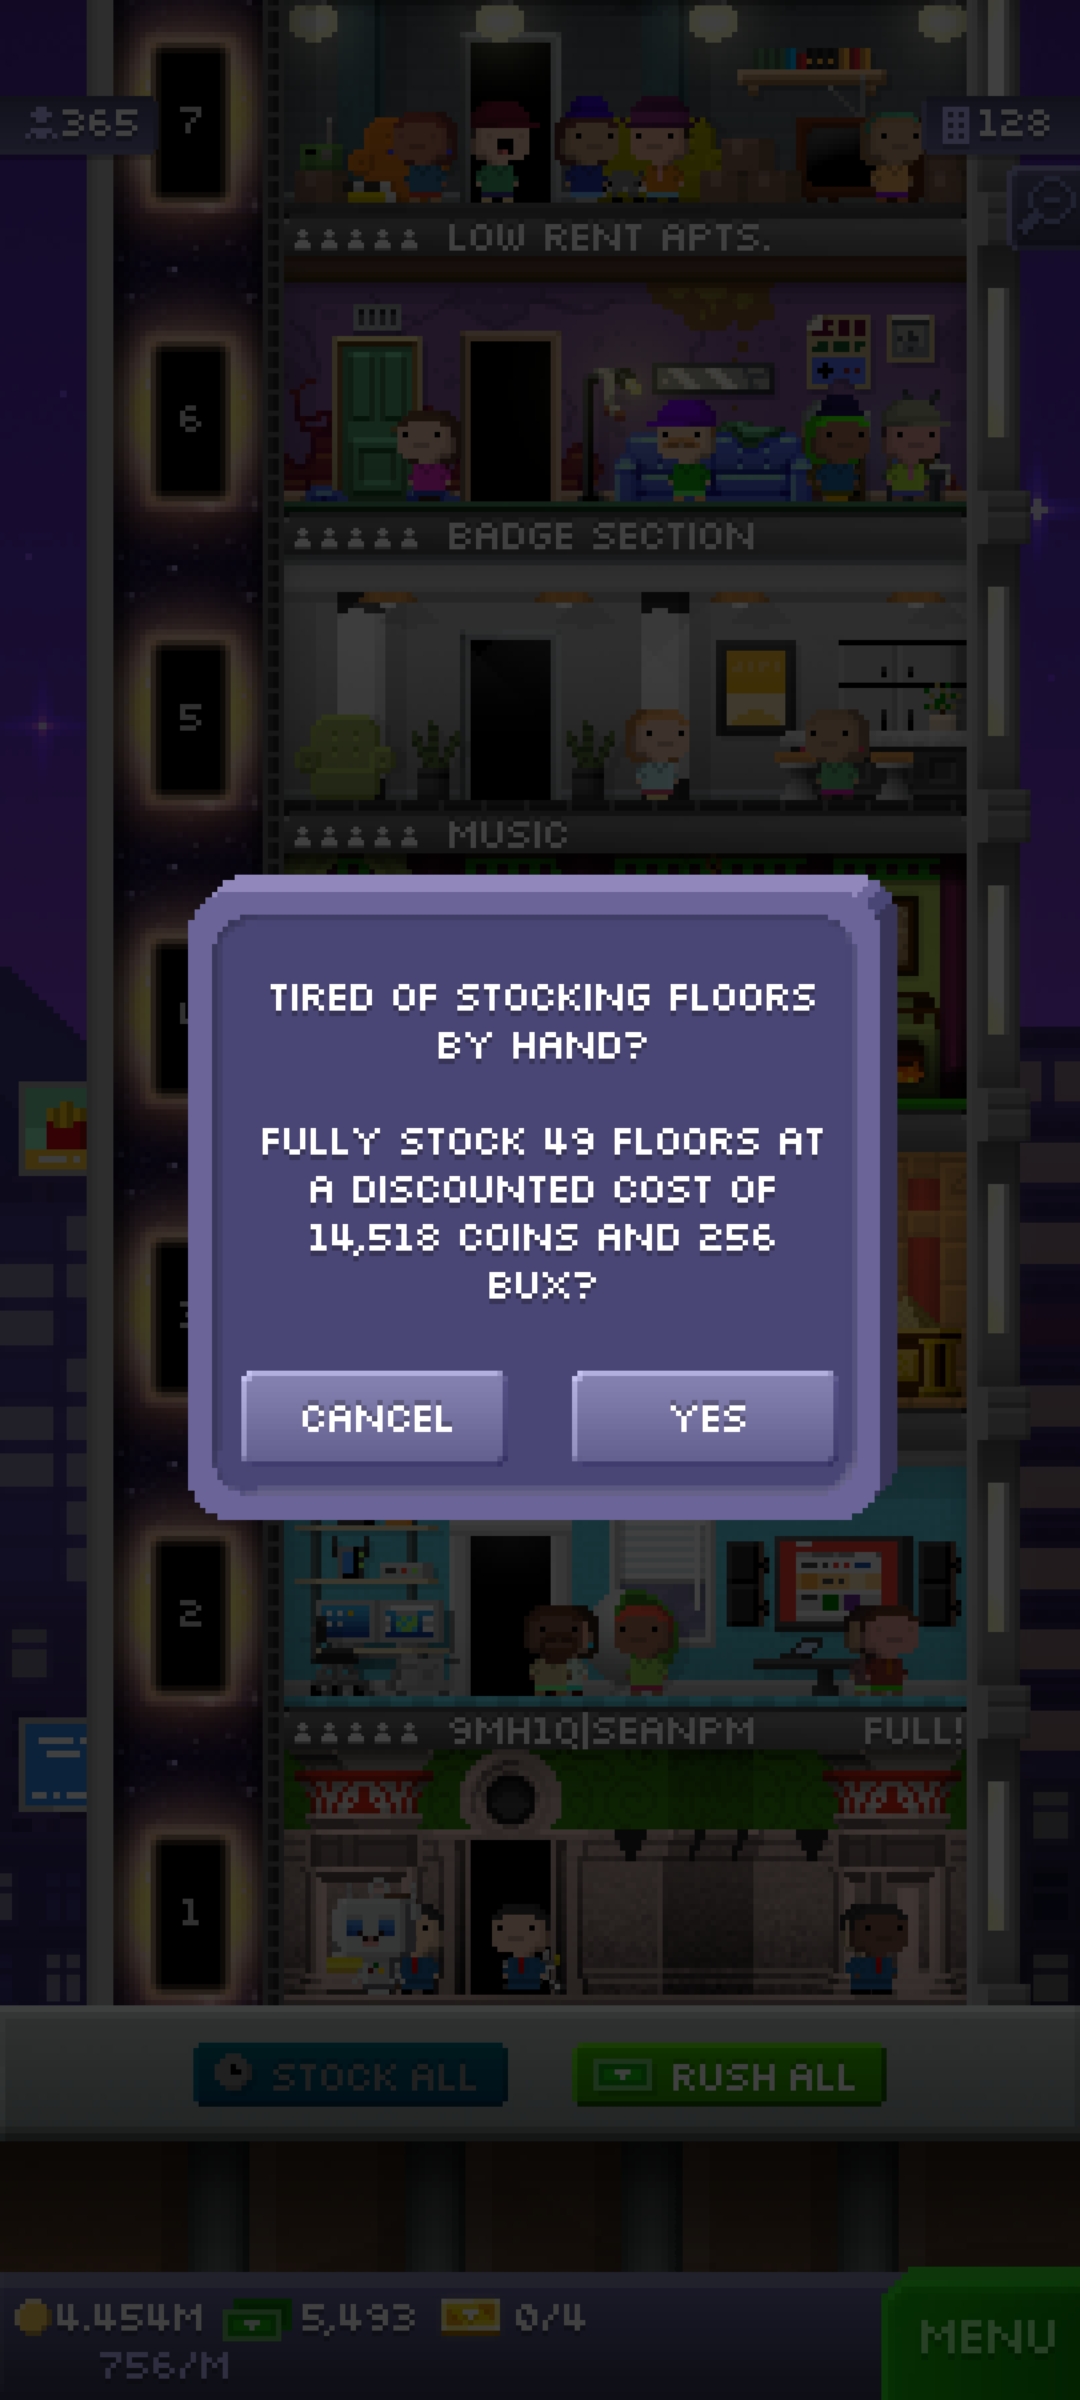 365
7
128
LOW RENT APTS.
6
BADGE SECTION
5
MUSIC
TIRED OF STOCKING FLOORS
BY HAND?
FULLY STOCK 49 FLOORS AT
A DISCOUNTED COST OF
14,518 COINS AND 256
BUX?
CANCEL
YES
2
9MH1Q|SEANPM
FULL!
1
STOCK ALL
RUSH ALL
4.454M
5,493
0/4
MENU
756/M